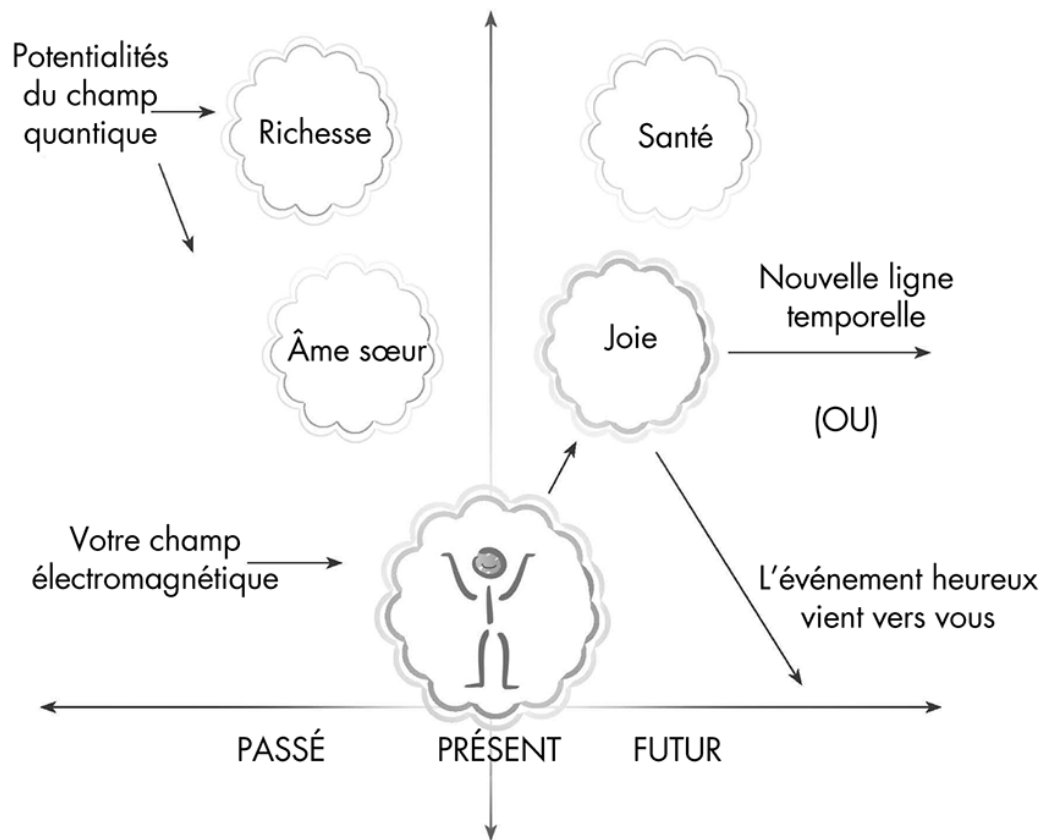 Potentialités
du champ
quantique
Richesse
Santé
Âme sœur
Joie
Nouvelle ligne
temporelle
(OU)
Votre champ
électromagnétique
L'événement heureux
vient vers vous
PASSÉ
PRÉSENT
FUTUR